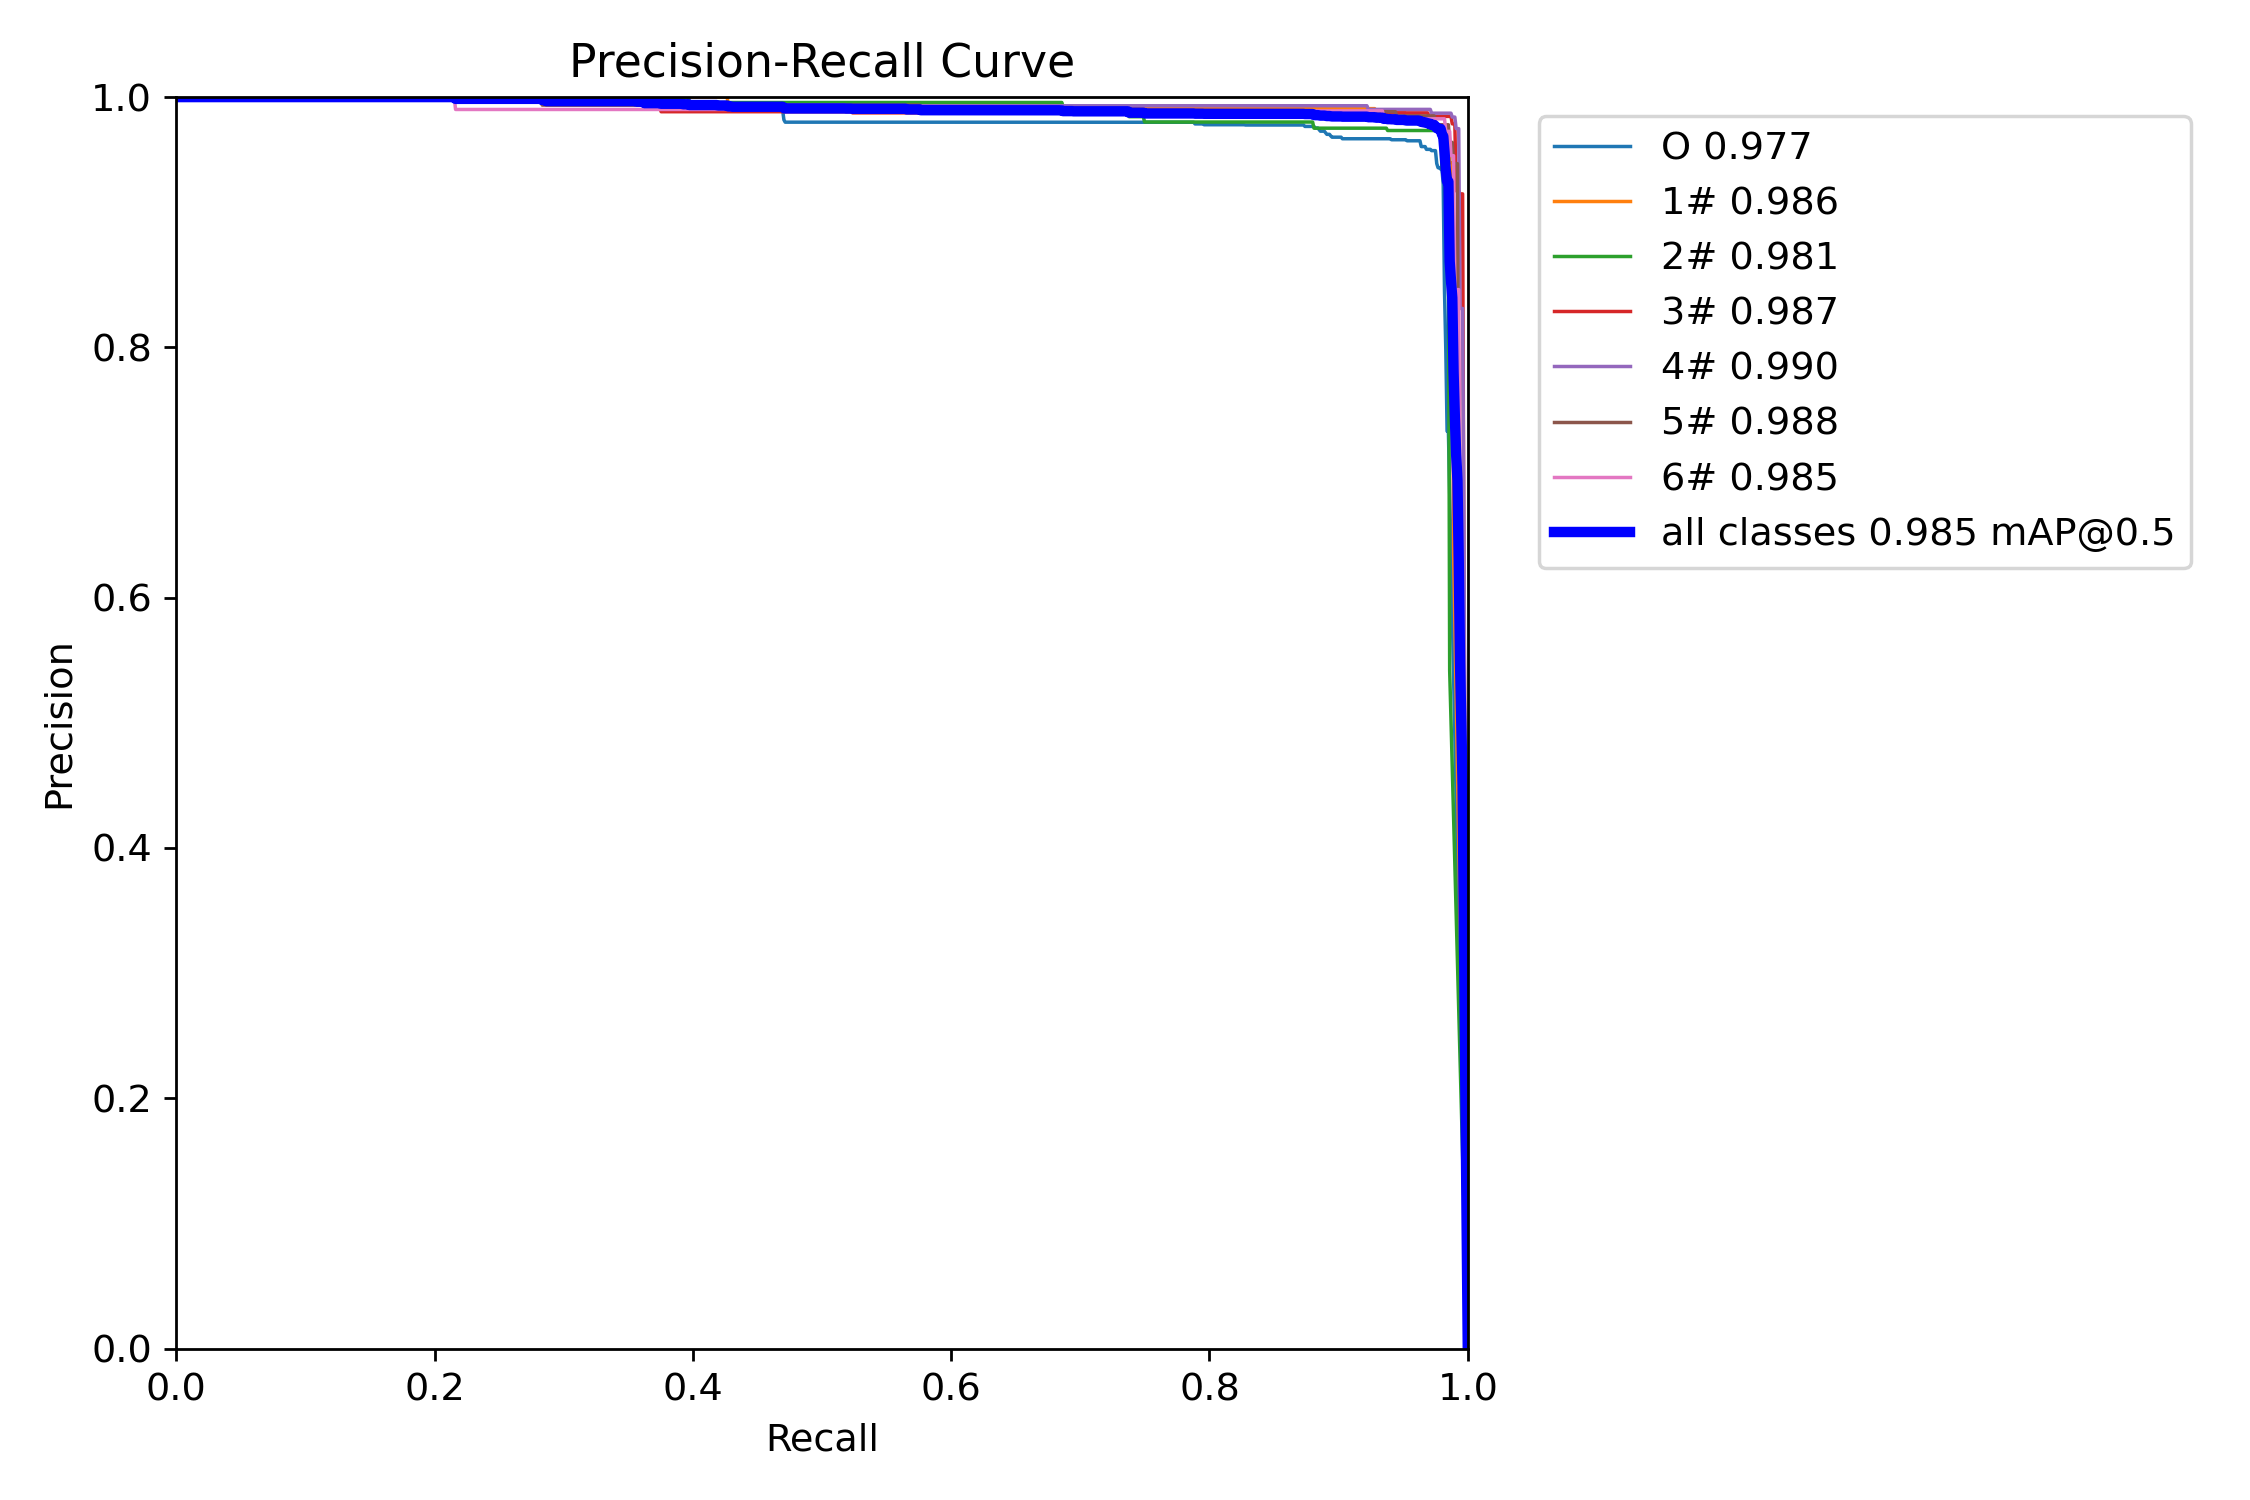 Precision-Recall Curve
1.0
0.8
0.6
0.4
0.2
0.0
Precision
0.0 0.2 0.4 0.6 0.8 1.0
Recall
O 0.977
1# 0.986
2# 0.981
3# 0.987
4# 0.990
5# 0.988
6# 0.985
all classes 0.985 mAP@0.5